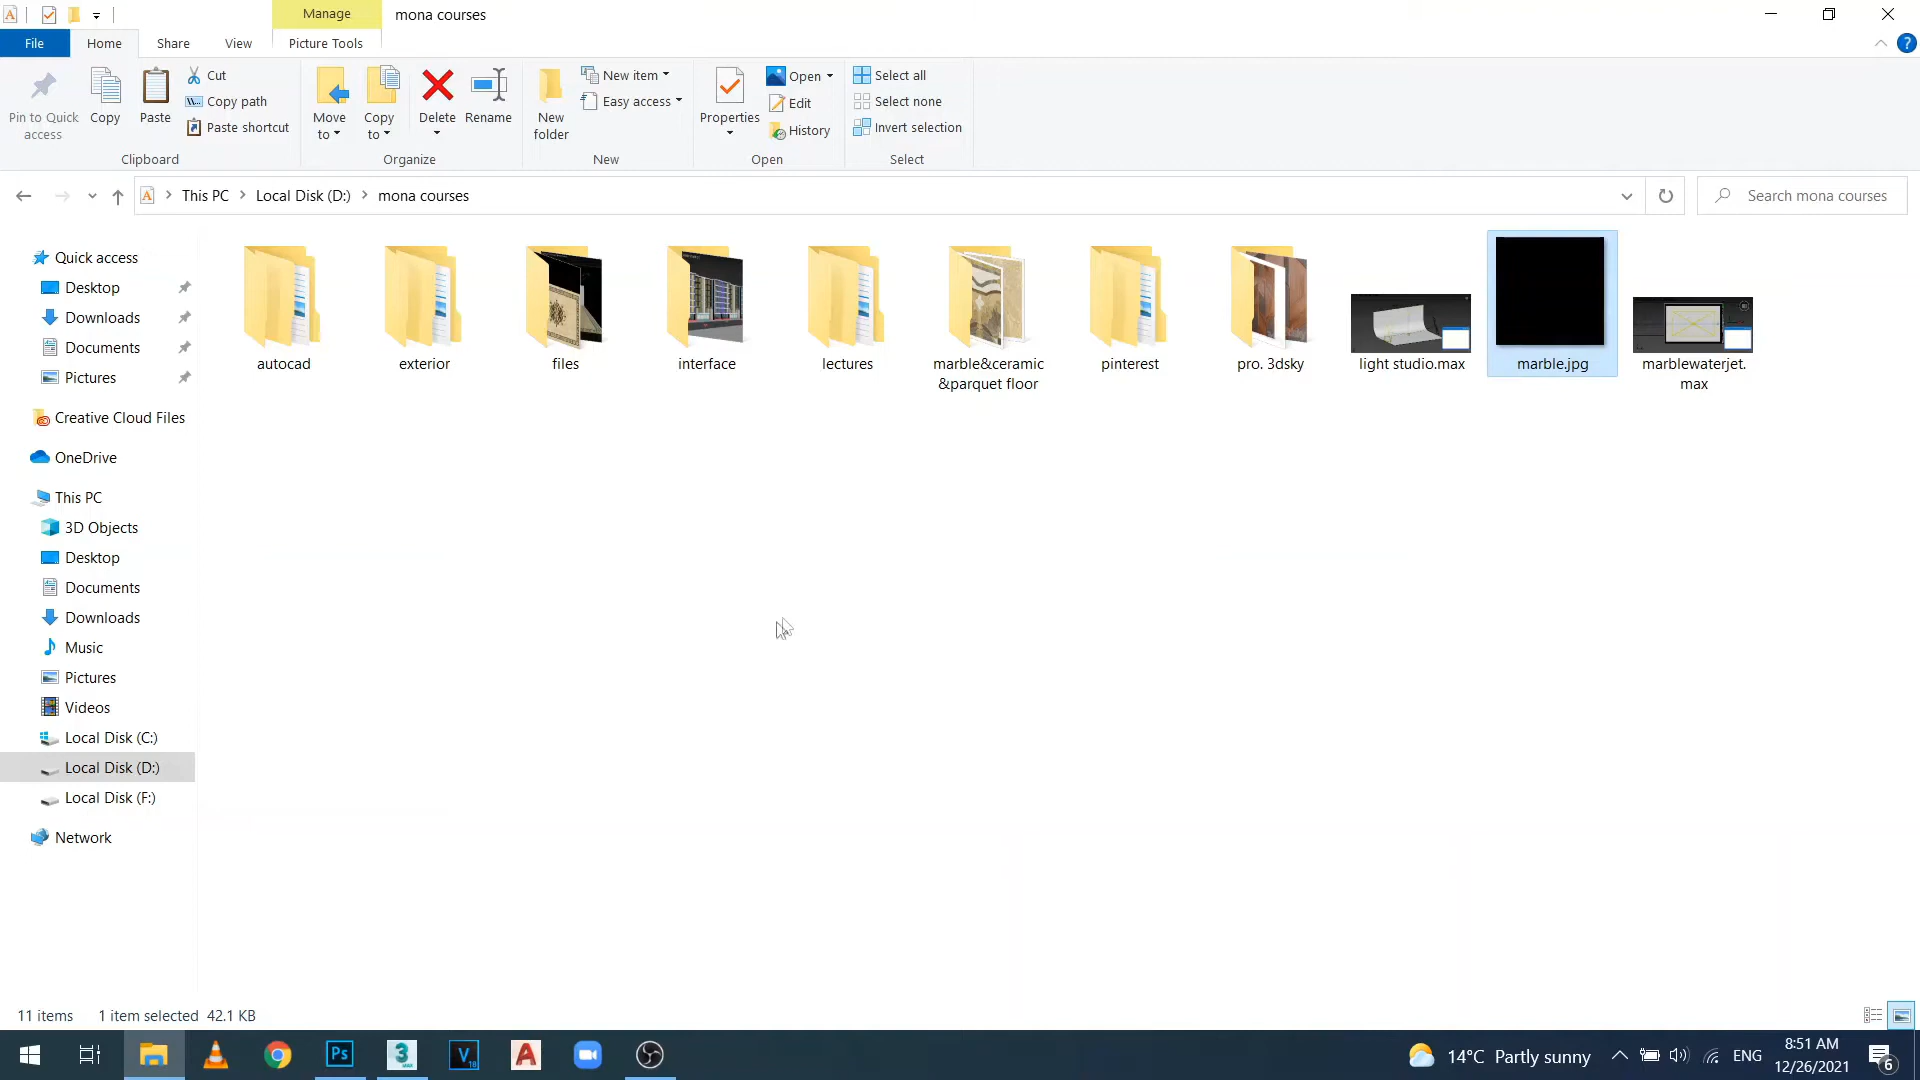 Manage
mona courses
File
Home
Share
View
Picture Tools
Pin to Quick
access
Copy
Paste
Cut
Copy path
Paste shortcut
Clipboard
Move
to
Copy
to
Delete
Rename
Organize
New
folder
New item
Easy access
New
Properties
Open
Edit
History
Open
Select all
Select none
Invert selection
Select
This PC
Local Disk (D:)
mona courses
Search mona courses
Quick access
Desktop
Downloads
Documents
Pictures
Creative Cloud Files
OneDrive
This PC
3D Objects
Desktop
Documents
Downloads
Music
Pictures
Videos
Local Disk (C:)
Local Disk (D:)
Local Disk (F:)
Network
autocad
exterior
files
interface
lectures
marble&ceramic
&parquet floor
pinterest
pro. 3dsky
light studio.max
marble.jpg
marblewaterjet.
max
11 items
1 item selected 42.1 KB
Ps
3
V
A
14°C Partly sunny
ENG
8:51 AM
12/26/2021
6